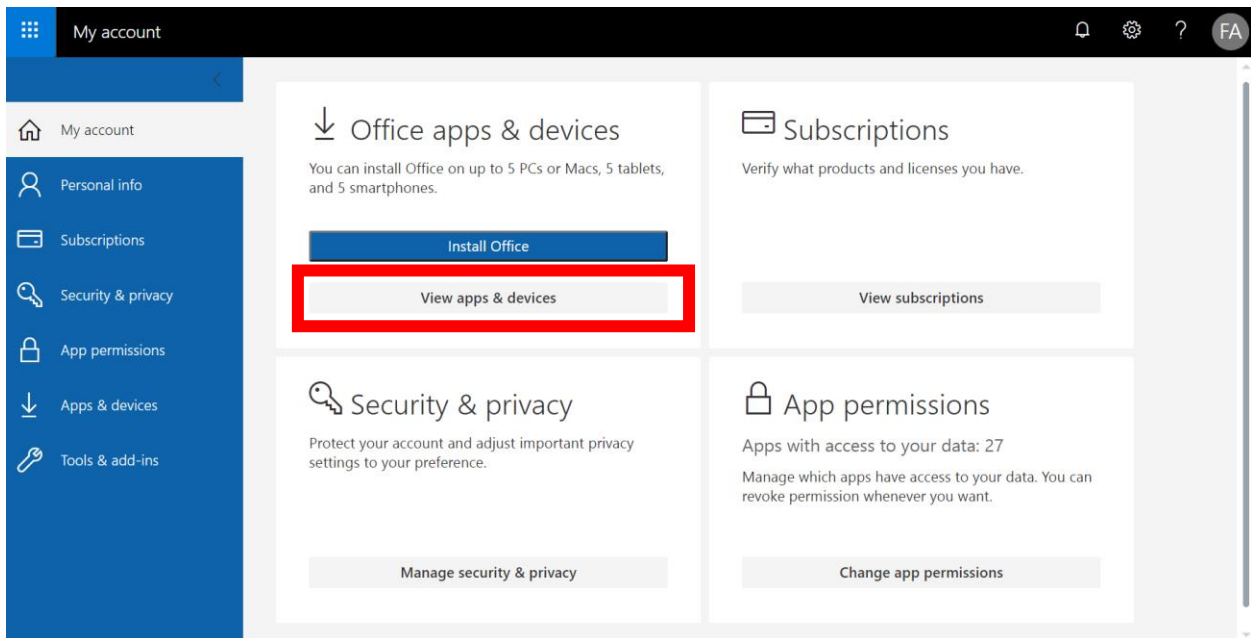 My account
?
FA
My account
Personal info
Subscriptions
Security & privacy
App permissions
Apps & devices
Tools & add-ins
Office apps & devices
You can install Office on up to 5 PCs or Macs, 5 tablets,
and 5 smartphones.
Install Office
View apps & devices
Subscriptions
Verify what products and licenses you have.
View subscriptions
Security & privacy
Protect your account and adjust important privacy
settings to your preference.
Manage security & privacy
App permissions
Apps with access to your data: 27
Manage which apps have access to your data. You can
revoke permission whenever you want.
Change app permissions